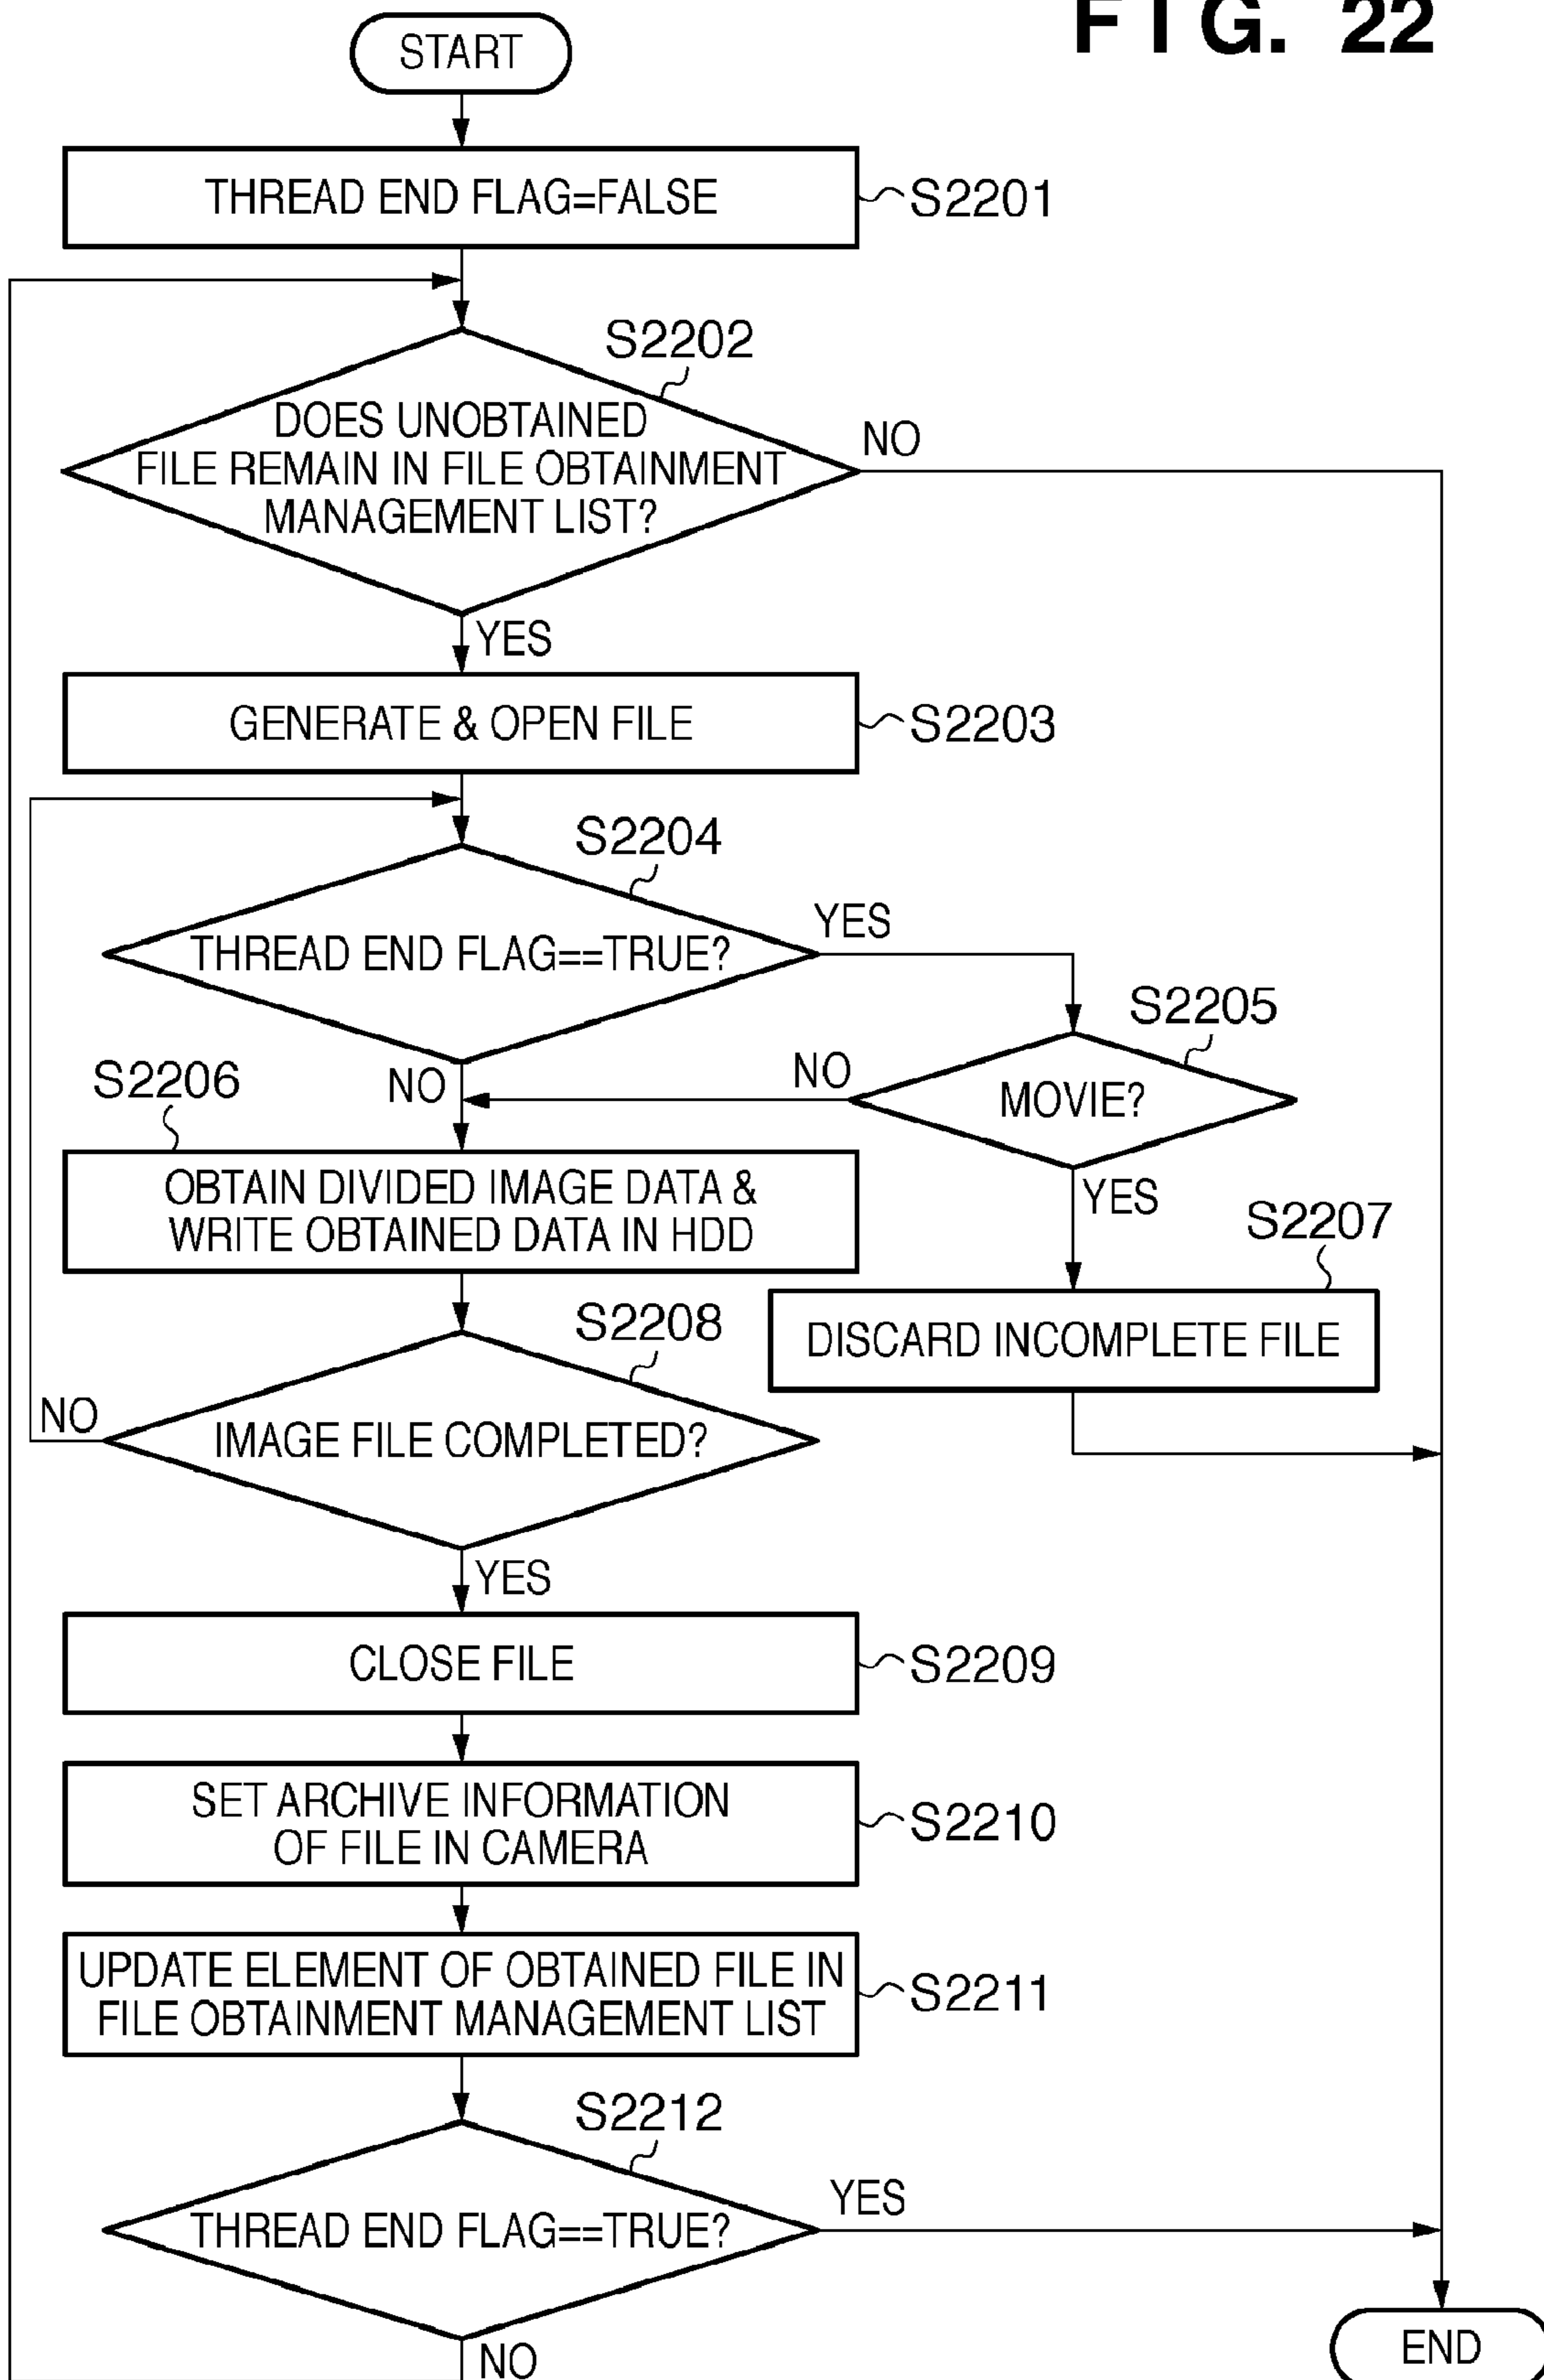 FIG. 22
START
THREAD END FLAG=FALSE
S2201
S2202
DOES UNOBTAINED
FILE REMAIN IN FILE OBTAINMENT
MANAGEMENT LIST?
NO
YES
GENERATE & OPEN FILE
S2203
S2204
THREAD END FLAG==TRUE?
YES
S2205
MOVIE?
NO
NO
S2206
YES
OBTAIN DIVIDED IMAGE DATA &
WRITE OBTAINED DATA IN HDD
S2207
DISCARD INCOMPLETE FILE
S2208
IMAGE FILE COMPLETED?
NO
YES
CLOSE FILE
S2209
SET ARCHIVE INFORMATION
OF FILE IN CAMERA
S2210
UPDATE ELEMENT OF OBTAINED FILE IN
FILE OBTAINMENT MANAGEMENT LIST
S2211
S2212
THREAD END FLAG==TRUE?
YES
NO
END